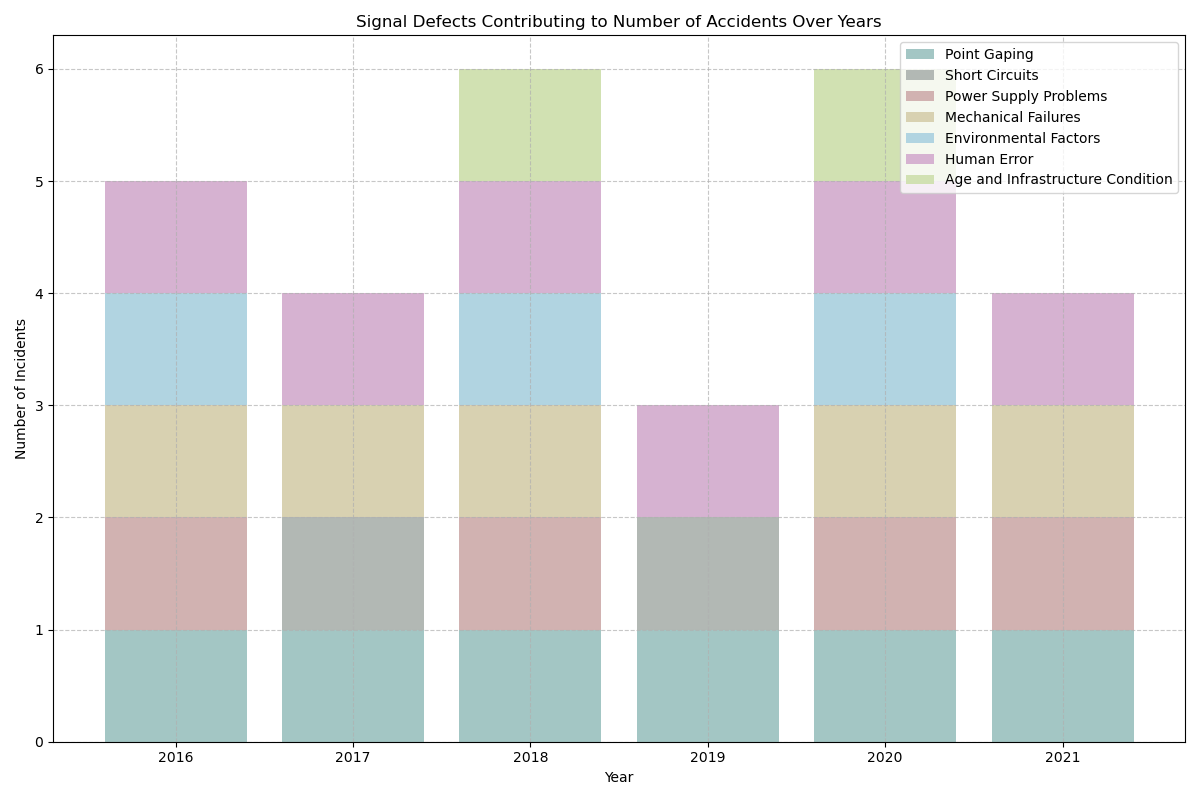 Signal Defects Contributing to Number of Accidents Over Years
Point Gaping
Short Circuits
Power Supply Problems
Mechanical Failures
Environmental Factors
Human Error
Age and Infrastructure Condition
Number of Incidents
6
5
4
3
2
1
0
2016 2017 2018 2019 2020 2021
Year